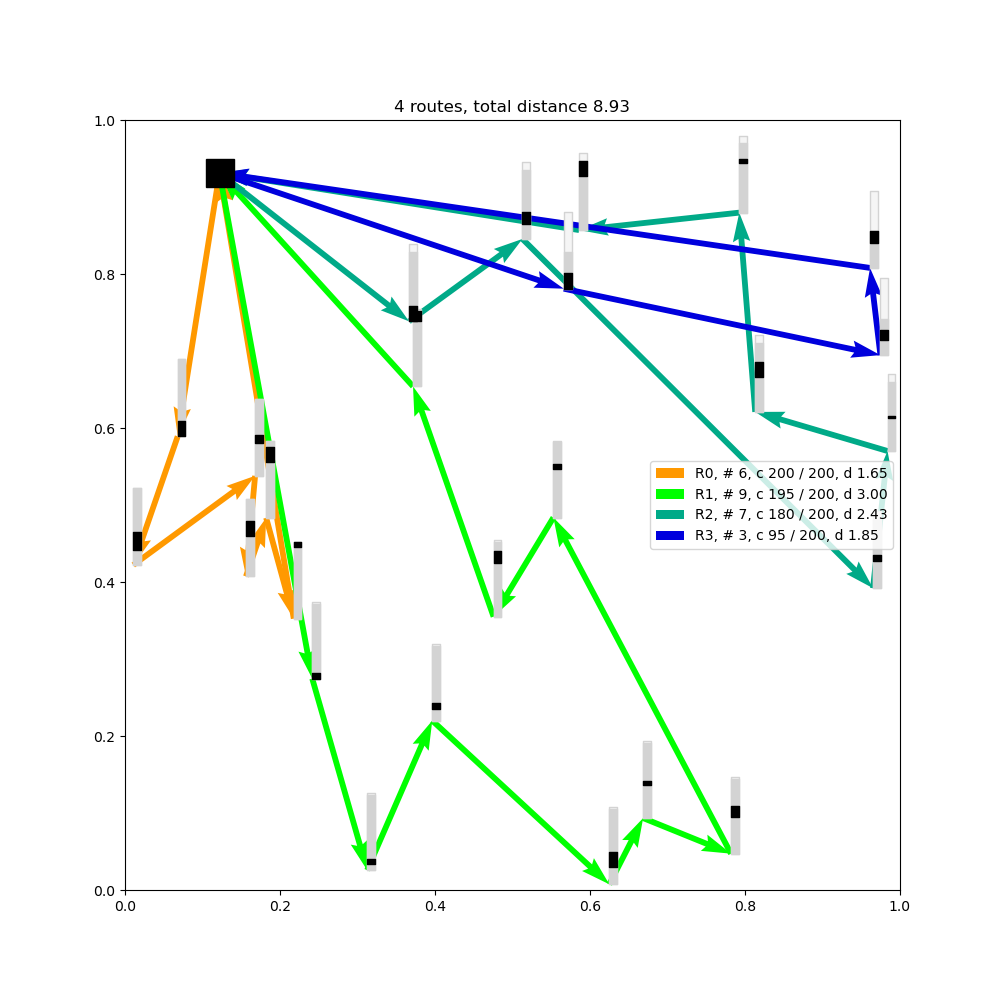 4 routes, total distance 8.93
1.0
0.8
0.6
0.4
0.2
0.0
R0, # 6, c 200 / 200, d 1.65
R1, # 9, c 195 / 200, d 3.00
R2, # 7, c 180 / 200, d 2.43
R3, # 3, c 95 / 200, d 1.85
0.0 0.2 0.4 0.6 0.8 1.0